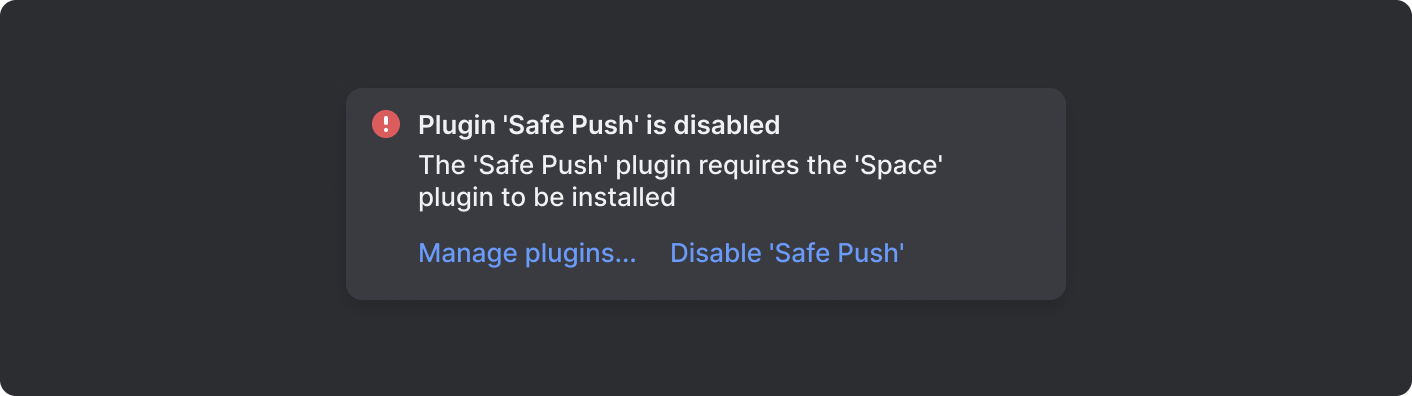 Plugin 'Safe Push' is disabled
The 'Safe Push' plugin requires the 'Space'
plugin to be installed
Manage plugins... Disable 'Safe Push'